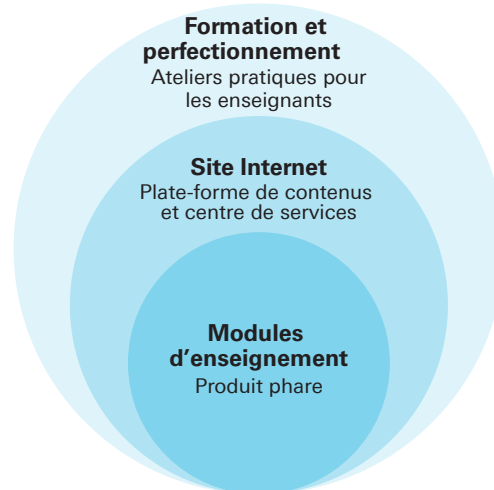 Formation et
perfectionnement
Ateliers pratiques pour
les enseignants
Site Internet
Plate-forme de contenus
et centre de services
Modules
d’enseignement
Produit phare